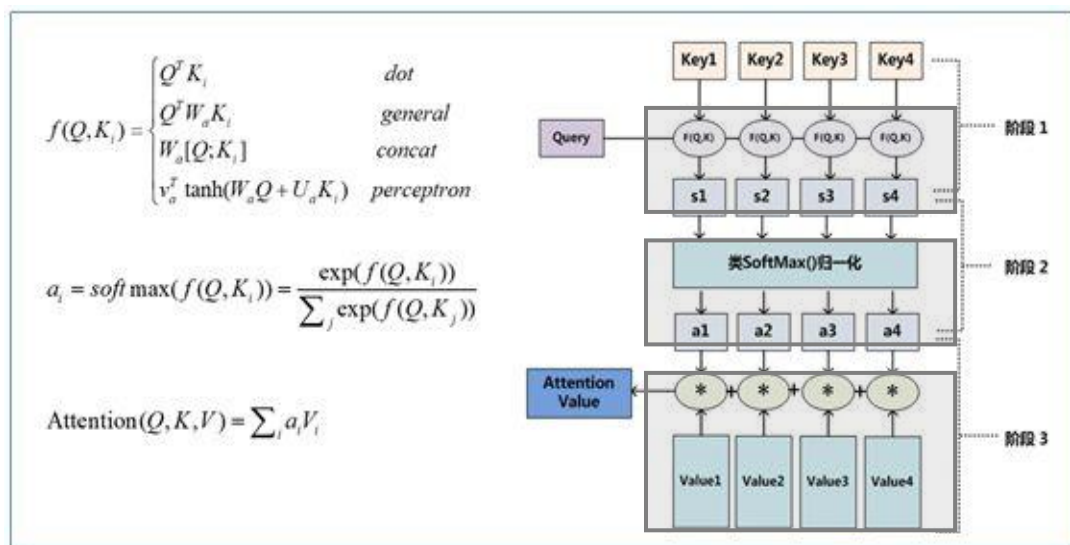 f(Q,K_i) = { Q^T K_i dot
Q^T W_a K_i general
W_a[Q;K_i] concat
v_a^T tanh(W_a Q + U_a K_i) perceptron
a_i = softmax(f(Q,K_i)) = exp(f(Q,K_i)) / ∑_j exp(f(Q,K_j))
Attention(Q,K,V) = ∑_i a_i V_i
Key1 Key2 Key3 Key4
阶段 1
Query F(Q,K) F(Q,K) F(Q,K) F(Q,K)
s1 s2 s3 s4
类SoftMax()归一化
阶段 2
a1 a2 a3 a4
Attention
Value
* + * + * + *
阶段 3
Value1 Value2 Value3 Value4